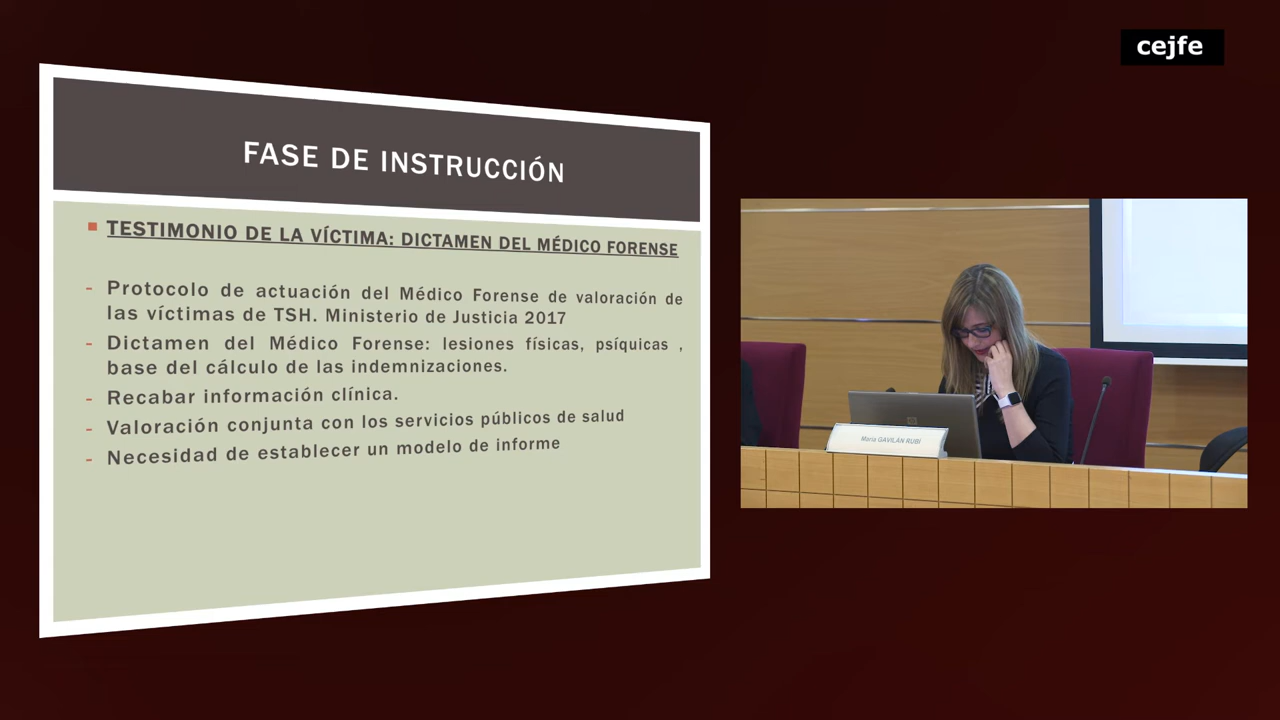 cejfe
FASE DE INSTRUCCIÓN
TESTIMONIO DE LA VÍCTIMA: DICTAMEN DEL MÉDICO FORENSE
- Protocolo de actuación del Médico Forense de valoración de
las víctimas de TSH. Ministerio de Justicia 2017
- Dictamen del Médico Forense: lesiones físicas, psíquicas ,
base del cálculo de las indemnizaciones.
- Recabar información clínica.
- Valoración conjunta con los servicios públicos de salud
- Necesidad de establecer un modelo de informe
Maria GAVILÁN RUBÍ